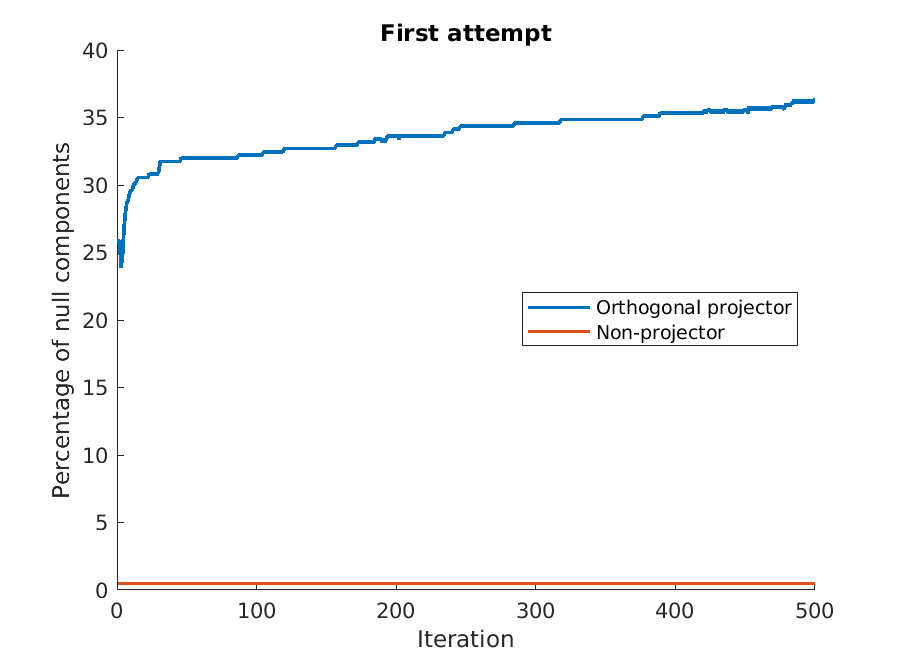 First attempt
40
35
30
25
20
15
10
5
0
Percentage of null components
Orthogonal projector
Non-projector
0 100 200 300 400 500
Iteration